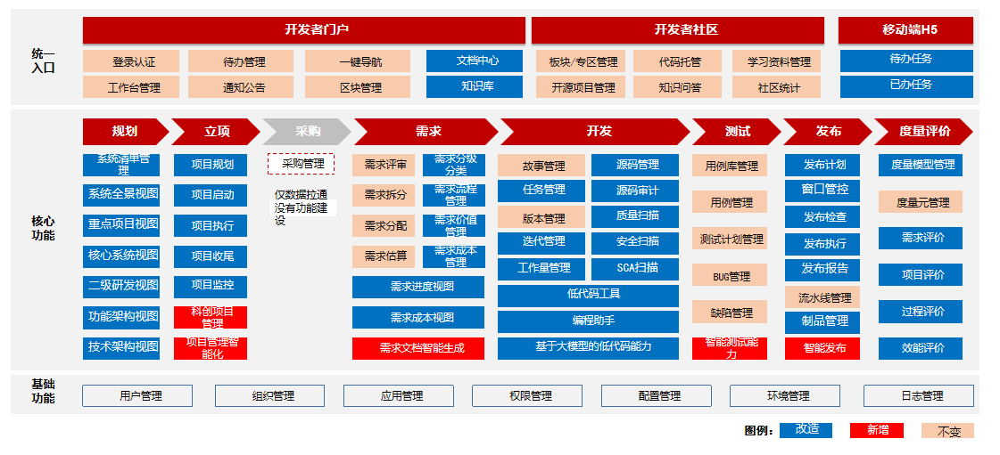 统一
入口
开发者门户
登录认证
待办管理
一键导航
文档中心
工作台管理
通知公告
区块管理
知识库
开发者社区
板块/专区管理
代码托管
学习资料管理
开源项目管理
知识问答
社区统计
移动端H5
待办任务
已办任务
核心
功能
规划
系统清单管
理
系统全景视图
重点项目视图
核心系统视图
二级研发视图
功能架构视图
技术架构视图
立项
项目规划
项目启动
项目执行
项目收尾
项目监控
科创项目
管理
项目管理智
能化
采购
采购管理
仅数据拉通
没有功能建
设
需求
需求评审
需求分级
分类
需求拆分
需求流程
管理
需求分配
需求价值
管理
需求估算
需求成本
管理
需求进度视图
需求成本视图
需求文档智能生成
开发
故事管理
源码管理
任务管理
源码审计
版本管理
质量扫描
迭代管理
安全扫描
工作量管理
SCA扫描
低代码工具
编程助手
基于大模型的低代码能力
测试
用例库管理
用例管理
测试计划管理
BUG管理
缺陷管理
智能测试能
力
发布
发布计划
窗口管控
发布检查
发布执行
发布报告
流水线管理
制品管理
智能发布
度量评价
度量模型管理
度量元管理
需求评价
项目评价
过程评价
效能评价
基础
功能
用户管理
组织管理
应用管理
权限管理
配置管理
环境管理
日志管理
图例：
改造
新增
不变